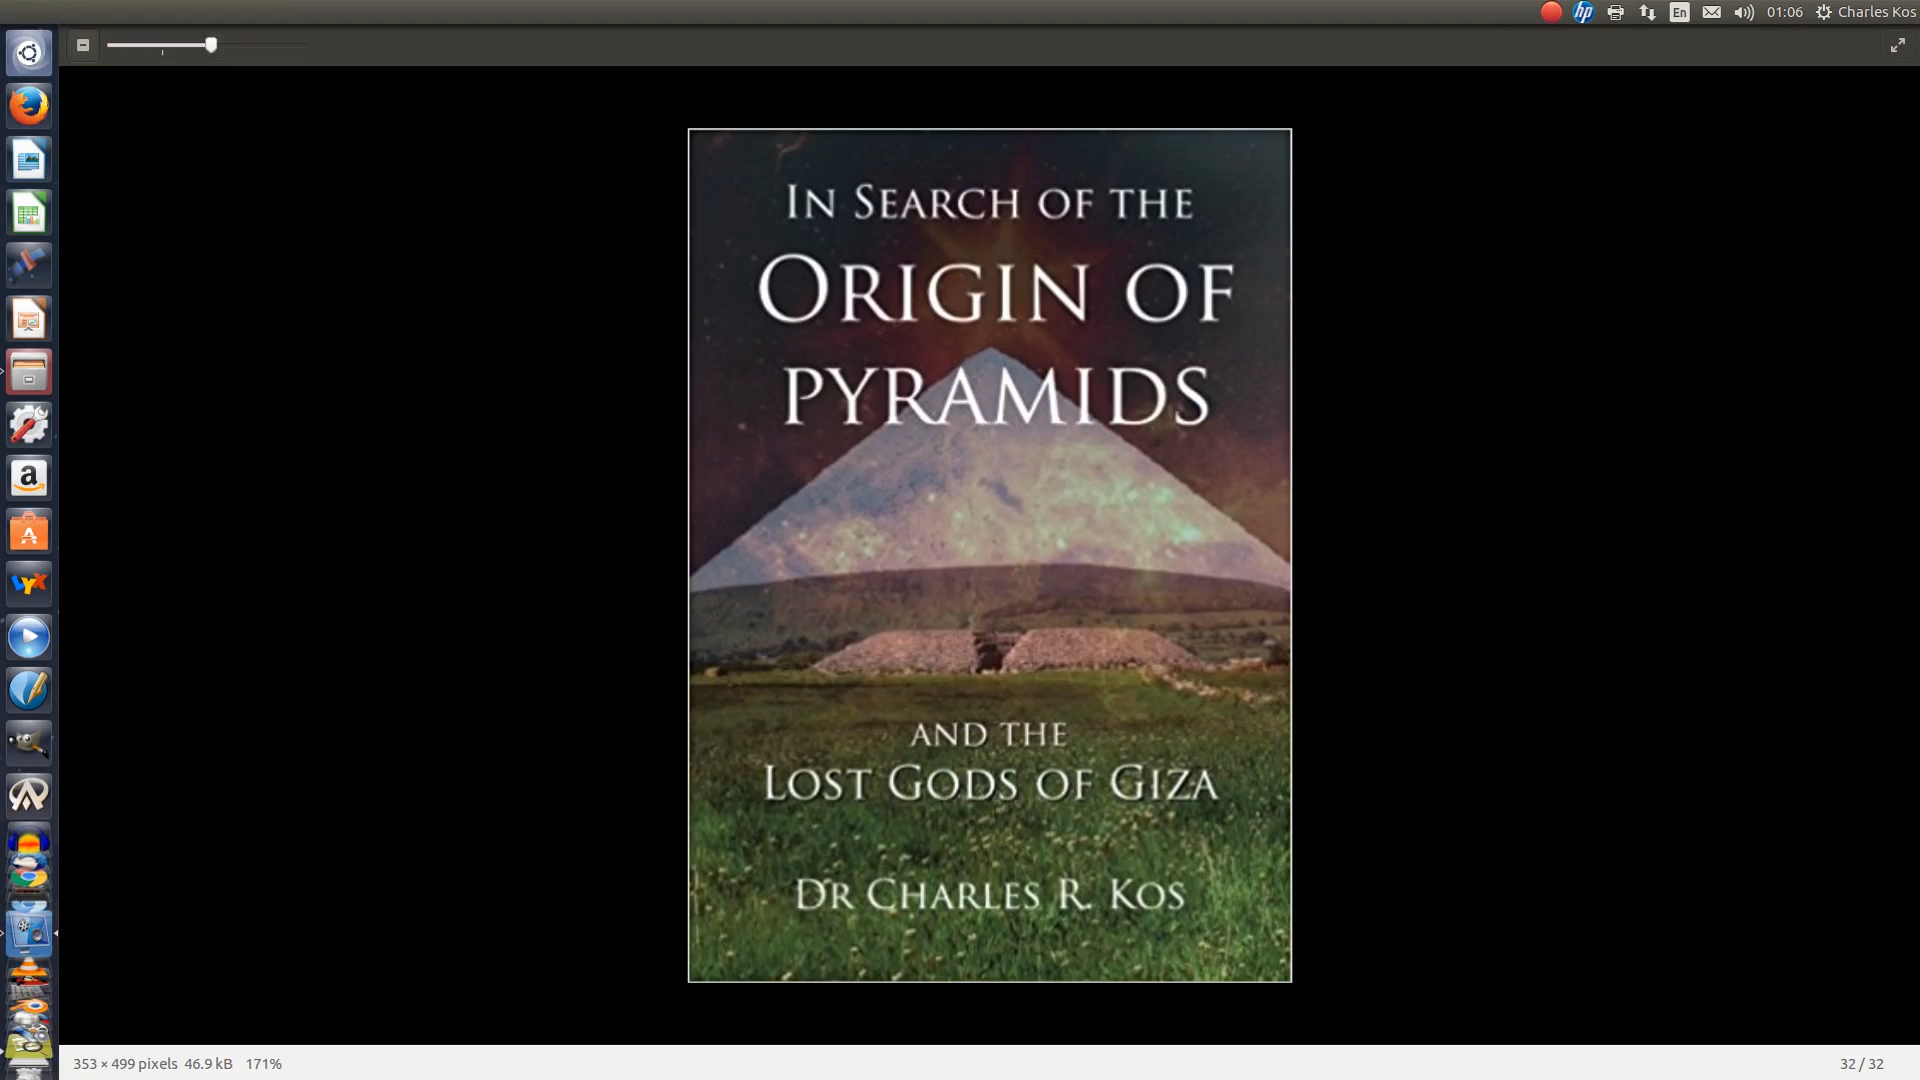 En
01:06
Charles Kos
In Search of the
Origin of
Pyramids
and the
Lost Gods of Giza
Dr Charles R. Kos
353 × 499 pixels 46.9 kB 171%
32 / 32